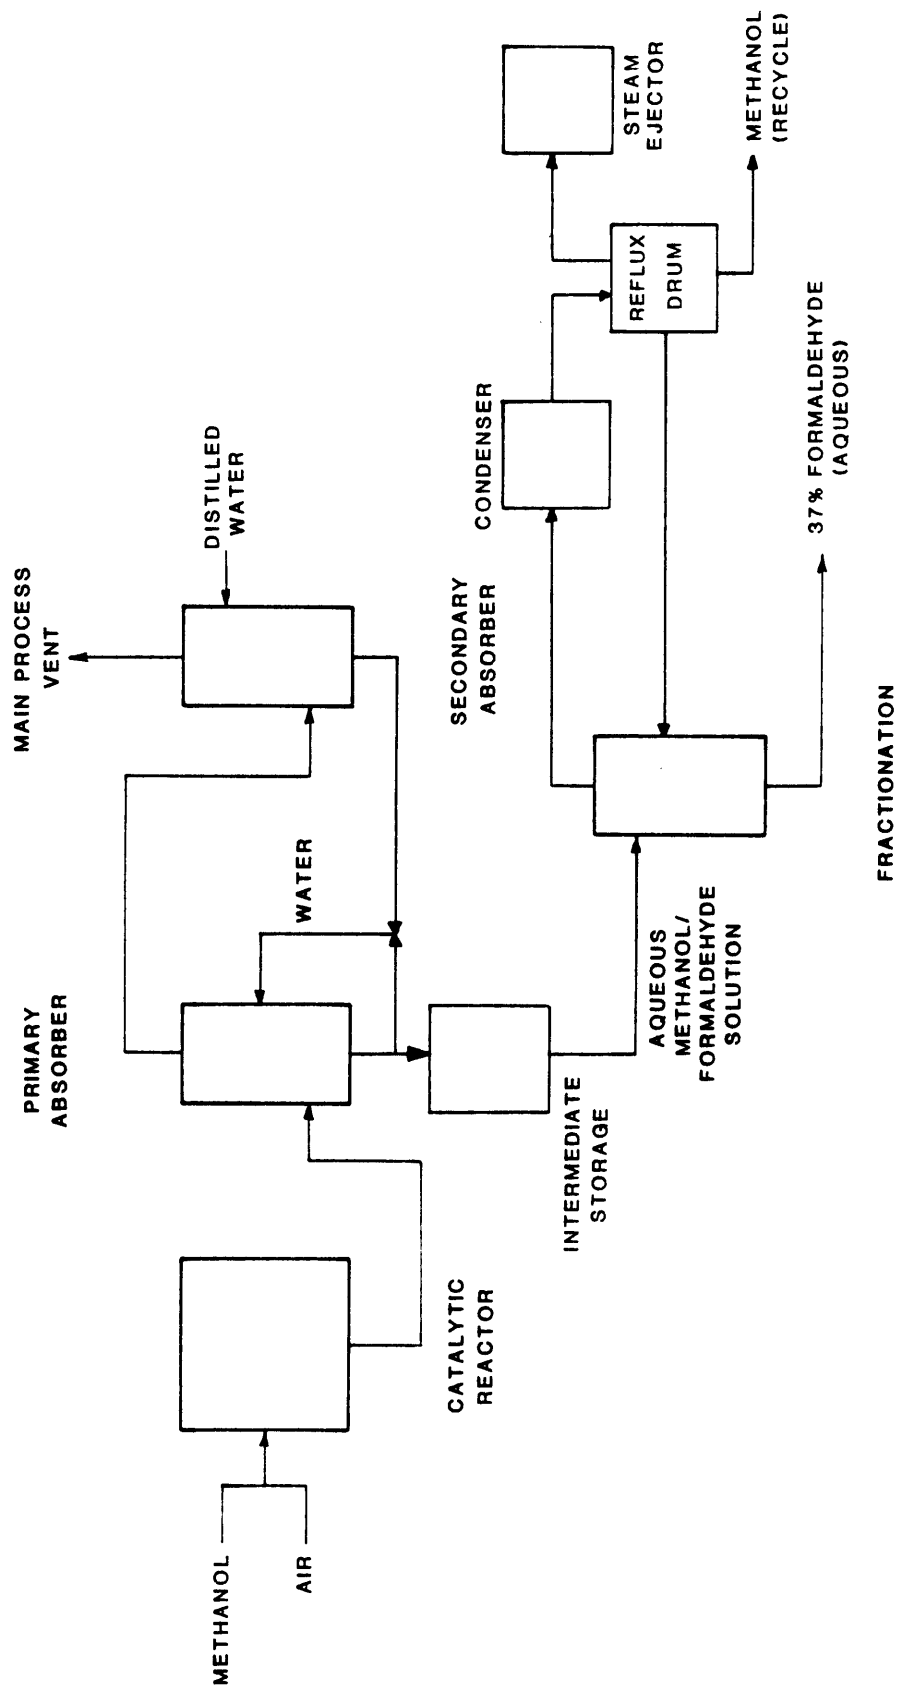 METHANOL
AIR
CATALYTIC
REACTOR
PRIMARY
ABSORBER
WATER
INTERMEDIATE
STORAGE
MAIN PROCESS
VENT
DISTILLED
WATER
SECONDARY
ABSORBER
AQUEOUS
METHANOL/
FORMALDEHYDE
SOLUTION
FRACTIONATION
CONDENSER
REFLUX
DRUM
STEAM
EJECTOR
METHANOL
(RECYCLE)
37% FORMALDEHYDE
(AQUEOUS)